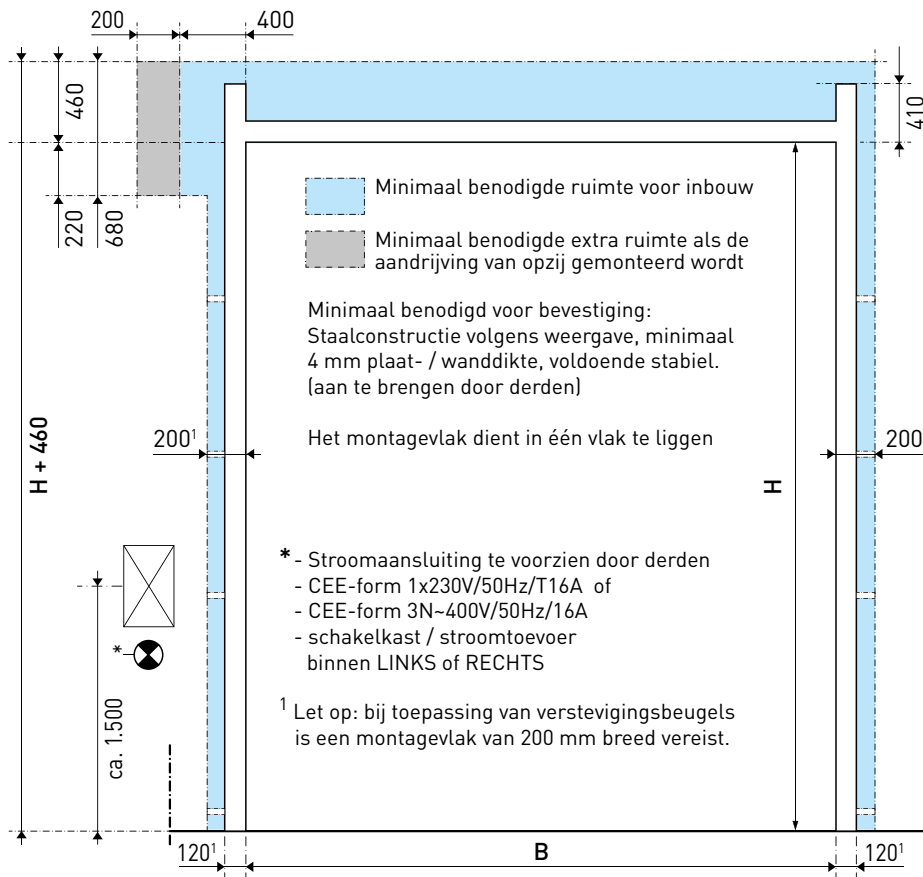 200
400
460
410
220
680
Minimaal benodigde ruimte voor inbouw
Minimaal benodigde extra ruimte als de
aandrijving van opzij gemonteerd wordt
Minimaal benodigd voor bevestiging:
Staalconstructie volgens weergave, minimaal
4 mm plaat- / wanddikte, voldoende stabiel.
(aan te brengen door derden)
Het montagevlak dient in één vlak te liggen
H + 460
200¹
H
200
* - Stroomaansluiting te voorzien door derden
- CEE-form 1x230V/50Hz/T16A of
- CEE-form 3N~400V/50Hz/16A
- schakelkast / stroomtoevoer
binnen LINKS of RECHTS
*
ca. 1.500
¹ Let op: bij toepassing van verstevigingsbeugels
is een montagevlak van 200 mm breed vereist.
120¹
B
120¹